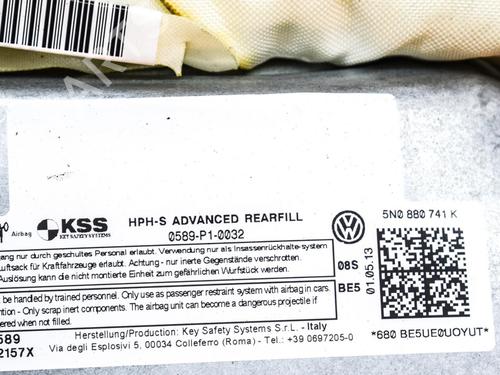 Airbag
KSS
KEY SAFETY SYSTEMS
HPH-S ADVANCED REARFILL
0589-P1-0032
5N0 880 741 K
ang nur durch geschultes Personal erlaubt. Verwendung nur als Insassenrückhalte-system
Luftsack für Kraftfahrzeuge erlaubt. Achtung - nur inerte Gegenstände verschrotten.
Auslösung kann die nicht montierte Einheit zum gefährlichen Wurfstück werden.
08S
BE5
01.05.13
be handled by trained personnel. Only use as passenger restraint system with airbag in cars.
tion - Only scrap inert components. The airbag unit can become a dangerous projectile if
ered when not fitted.
589
2157X
Herstellung/Production: Key Safety Systems S.r.L. - Italy
Via degli Esplosivi 5, 00034 Colleferro (Roma) - Tel.: +39 0697205-0
*680 BE5UE0UOYUT*